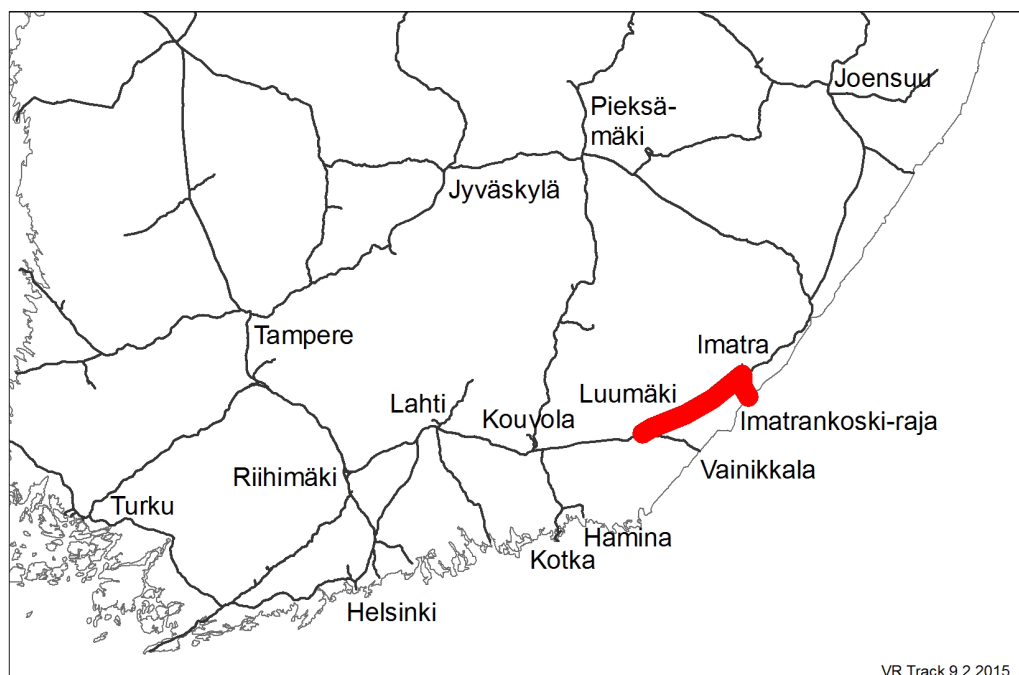 Joensuu
Pieksä-
mäki
Jyväskylä
Tampere
Imatra
Luumäki
Lahti
Kouvola
Imatrankoski-raja
Vainikkala
Riihimäki
Turku
Hamina
Kotka
Helsinki
VR Track 9.2.2015